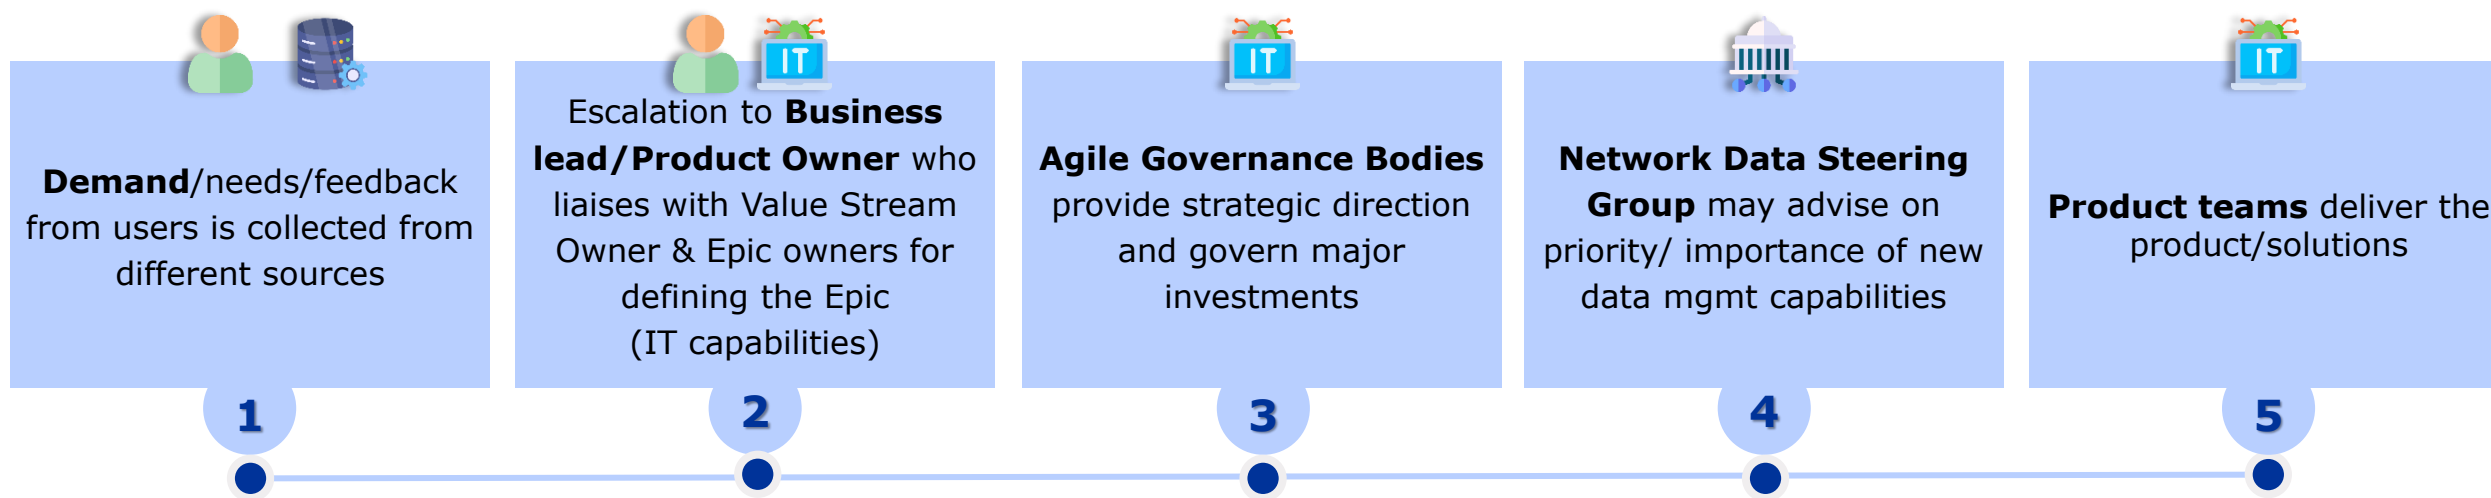 IT
IT
IT
Demand/needs/feedback
from users is collected from
different sources
1
Escalation to Business
lead/Product Owner who
liaises with Value Stream
Owner & Epic owners for
defining the Epic
(IT capabilities)
2
Agile Governance Bodies
provide strategic direction
and govern major
investments
3
Network Data Steering
Group may advise on
priority/ importance of new
data mgmt capabilities
4
Product teams deliver the
product/solutions
5